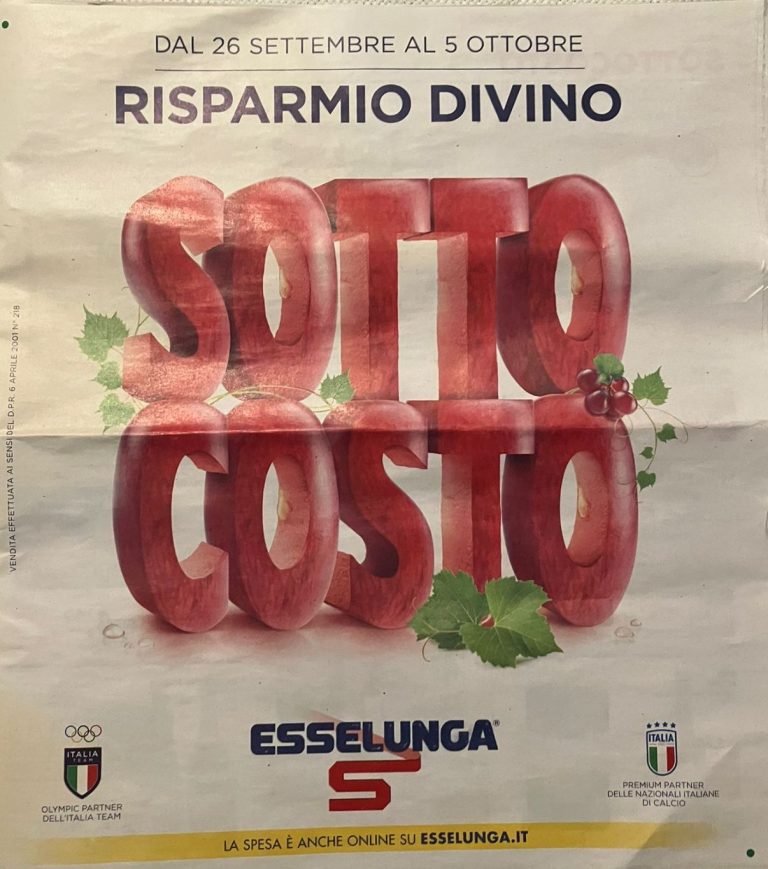 DAL 26 SETTEMBRE AL 5 OTTOBRE
RISPARMIO DIVINO
SOTTO
COSTO
VENDITA EFFETTUATA AI SENSI DEL D.P.R. 6 APRILE 2001 N° 218
ESSELUNGA®
S
ITALIA
TEAM
OLYMPIC PARTNER
DELL'ITALIA TEAM
ITALIA
PREMIUM PARTNER
DELLE NAZIONALI ITALIANE
DI CALCIO
LA SPESA È ANCHE ONLINE SU ESSELUNGA.IT